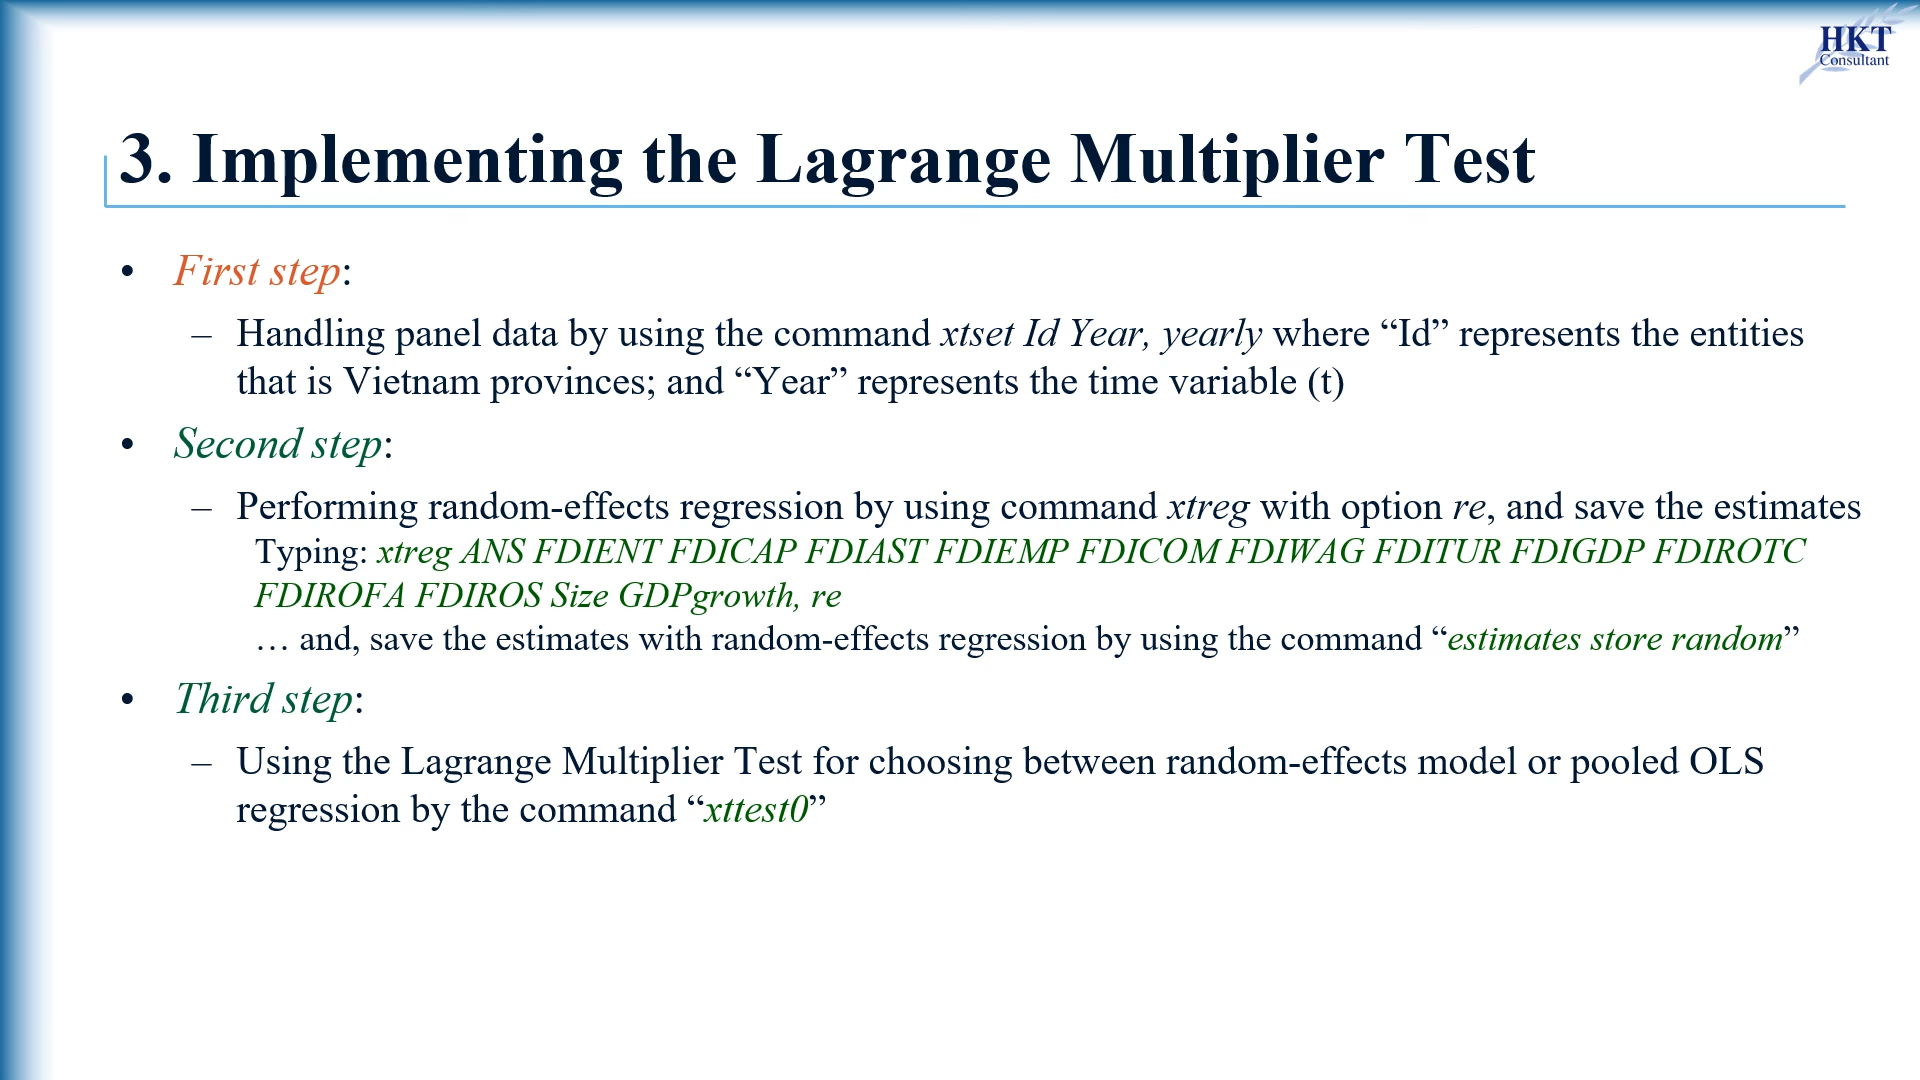 HKT
Consultant
3. Implementing the Lagrange Multiplier Test
• First step:
– Handling panel data by using the command xtset Id Year, yearly where “Id” represents the entities
that is Vietnam provinces; and “Year” represents the time variable (t)
• Second step:
– Performing random-effects regression by using command xtreg with option re, and save the estimates
Typing: xtreg ANS FDIENT FDICAP FDIAST FDIEMP FDICOM FDIWAG FDITUR FDIGDP FDIROTC
FDIROFA FDIROS Size GDPgrowth, re
… and, save the estimates with random-effects regression by using the command “estimates store random”
• Third step:
– Using the Lagrange Multiplier Test for choosing between random-effects model or pooled OLS
regression by the command “xttest0”